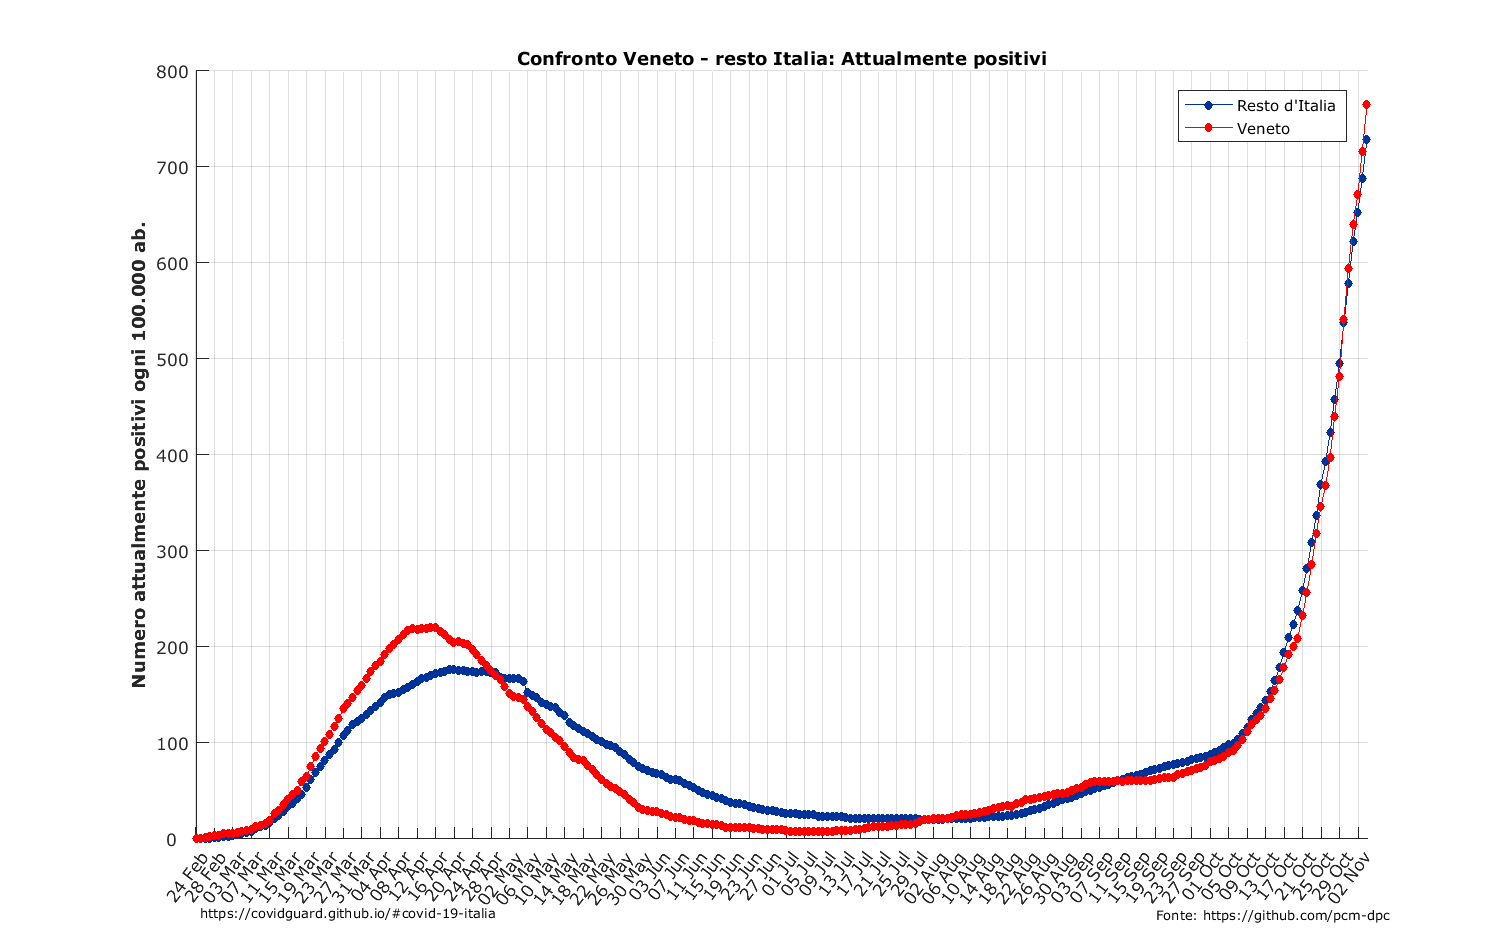 Confronto Veneto - resto Italia: Attualmente positivi
Numero attualmente positivi ogni 100.000 ab.
800
700
600
500
400
300
200
100
0
Resto d'Italia
Veneto
24 Feb
28 Feb
03 Mar
07 Mar
11 Mar
15 Mar
19 Mar
23 Mar
27 Mar
31 Mar
04 Apr
08 Apr
12 Apr
16 Apr
20 Apr
24 Apr
28 Apr
02 May
06 May
10 May
14 May
18 May
22 May
26 May
30 May
03 Jun
07 Jun
11 Jun
15 Jun
19 Jun
23 Jun
27 Jun
01 Jul
05 Jul
09 Jul
13 Jul
17 Jul
21 Jul
25 Jul
29 Jul
02 Aug
06 Aug
10 Aug
14 Aug
18 Aug
22 Aug
26 Aug
30 Aug
03 Sep
07 Sep
11 Sep
15 Sep
19 Sep
23 Sep
27 Sep
01 Oct
05 Oct
09 Oct
13 Oct
17 Oct
21 Oct
25 Oct
29 Oct
02 Nov
https://covidguard.github.io/#covid-19-italia
Fonte: https://github.com/pcm-dpc